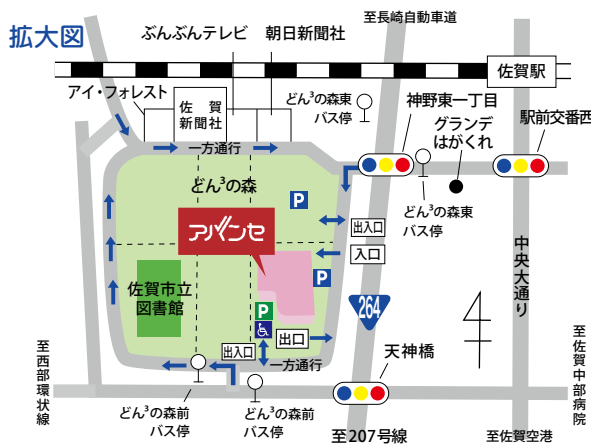 拡大図
ぶんぶんテレビ
朝日新聞社
至長崎自動車道
佐賀駅
アイ・フォレスト
佐賀
新聞社
どん³の森東
バス停
神野東一丁目
グランデ
はがくれ
駅前交番西
一方通行
どん³の森
P
どん³の森東
バス停
アバンセ
出入口
入口
P
中央大通り
佐賀市立
図書館
264
P
出口
出入口
一方通行
天神橋
至西部環状線
至佐賀中部病院
どん³の森前
バス停
どん³の森前
バス停
至207号線
至佐賀空港